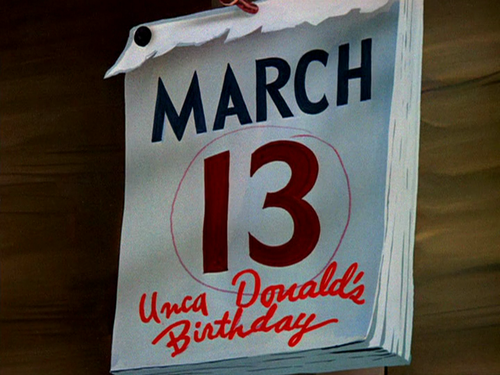 MARCH
13
Unca Donald's
Birthday